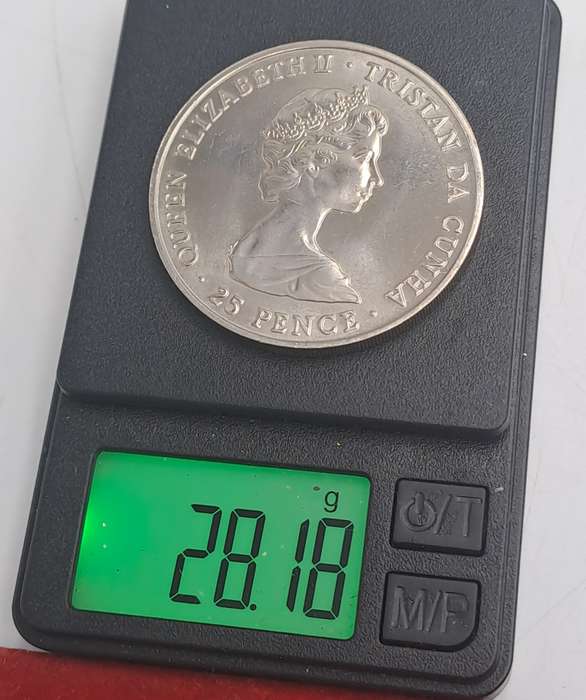 QUEEN ELIZABETH II · TRISTAN DA CUNHA
· 25 PENCE ·
g
28.18
⏻/T
M/P